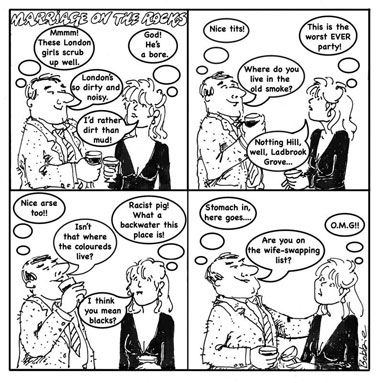 MARRIAGE ON THE ROCKS
Mmmm!
These London
girls scrub
up well.
God!
He's
a bore.
London's
so dirty and
noisy.
I'd rather
dirt than
mud!
Nice tits!
This is the
worst EVER
party!
Where do you
live in the
old smoke?
Notting Hill,
well, Ladbrook
Grove...
Nice arse
too!!
Racist pig!
What a
backwater this
place is!
Isn't
that where
the coloureds
live?
I think
you mean
blacks?
Stomach in,
here goes....
O.M.G!!
Are you on
the wife-swapping
list?